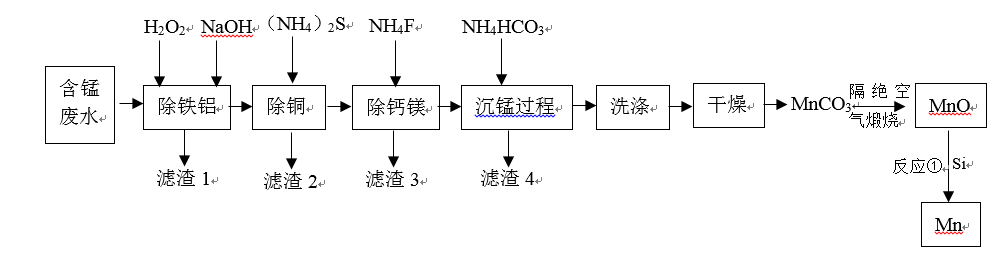 H2O2 NaOH （NH4）2S NH4F NH4HCO3
含锰
废水
除铁铝
除铜
除钙镁
沉锰过程
洗涤
干燥
MnCO3
隔 绝 空
气煅烧
MnO
滤渣 1
滤渣 2
滤渣 3
滤渣 4
反应① Si
Mn